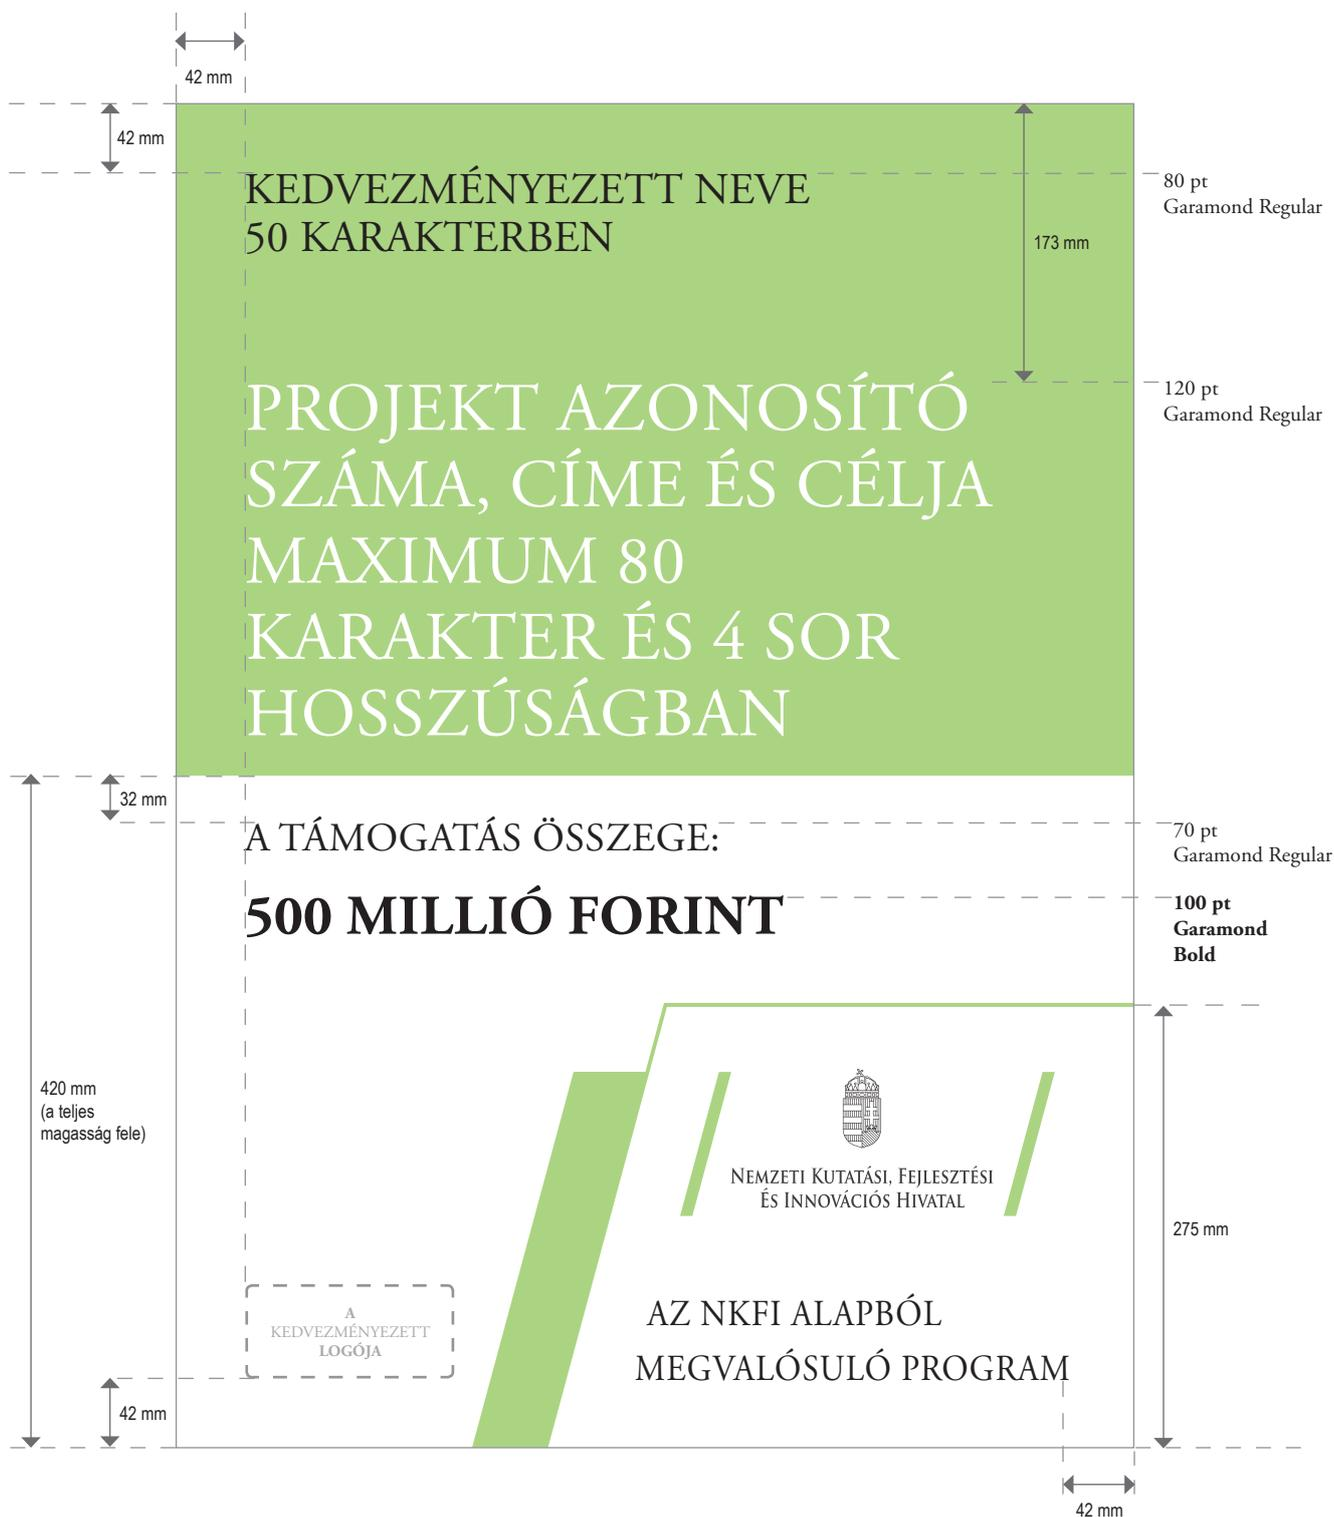 42 mm
42 mm
KEDVEZMÉNYEZETT NEVE
50 KARAKTERBEN
80 pt
Garamond Regular
173 mm
PROJEKT AZONOSÍTÓ
SZÁMA, CÍME ÉS CÉLJA
MAXIMUM 80
KARAKTER ÉS 4 SOR
HOSSZÚSÁGBAN
120 pt
Garamond Regular
32 mm
A TÁMOGATÁS ÖSSZEGE:
70 pt
Garamond Regular
500 MILLIÓ FORINT
100 pt
Garamond
Bold
420 mm
(a teljes
magasság fele)
NEMZETI KUTATÁSI, FEJLESZTÉSI
ÉS INNOVÁCIÓS HIVATAL
275 mm
A
KEDVEZMÉNYEZETT
LOGÓJA
AZ NKFI ALAPBÓL
MEGVALÓSULÓ PROGRAM
42 mm
42 mm